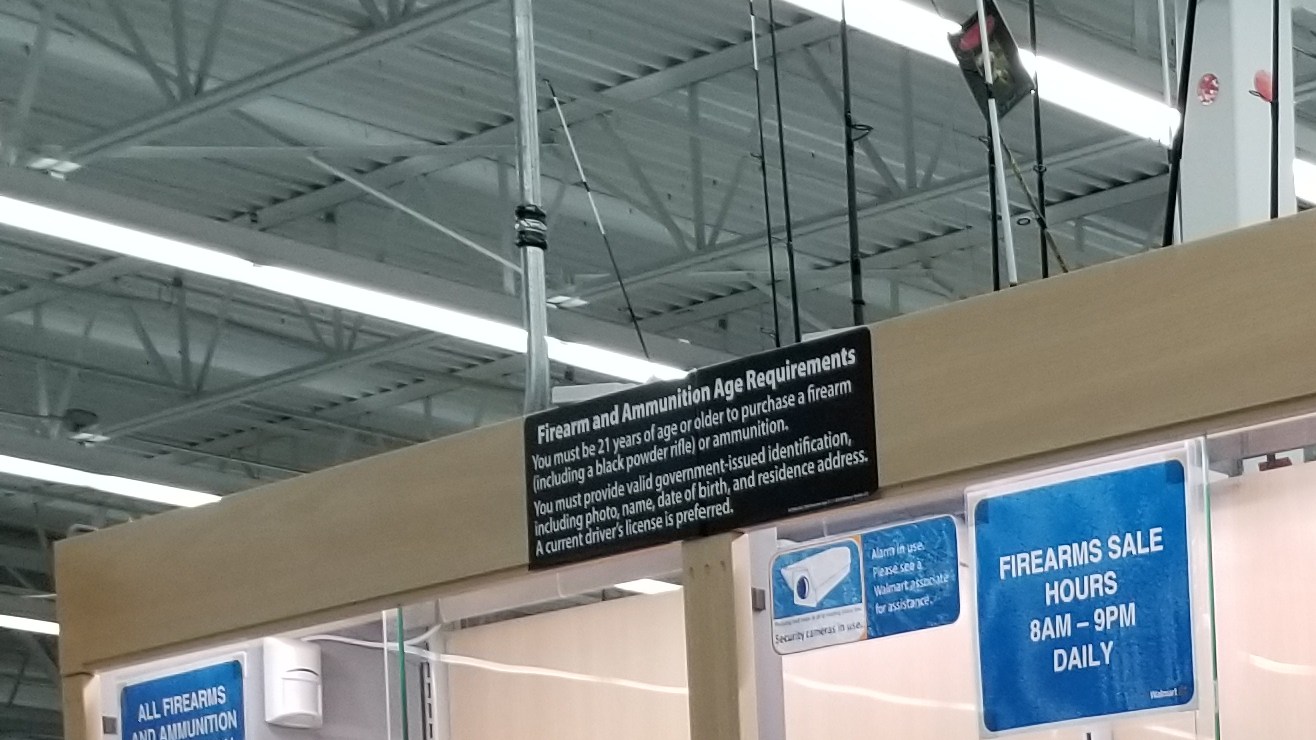 Firearm and Ammunition Age Requirements
You must be 21 years of age or older to purchase a firearm
(including a black powder rifle) or ammunition.
You must provide valid government-issued identification,
including photo, name, date of birth, and residence address.
A current driver's license is preferred.
Alarm in use.
Please see a
Walmart associate
for assistance.
Security cameras in use.
FIREARMS SALE
HOURS
8AM – 9PM
DAILY
Walmart
ALL FIREARMS
AND AMMUNITION